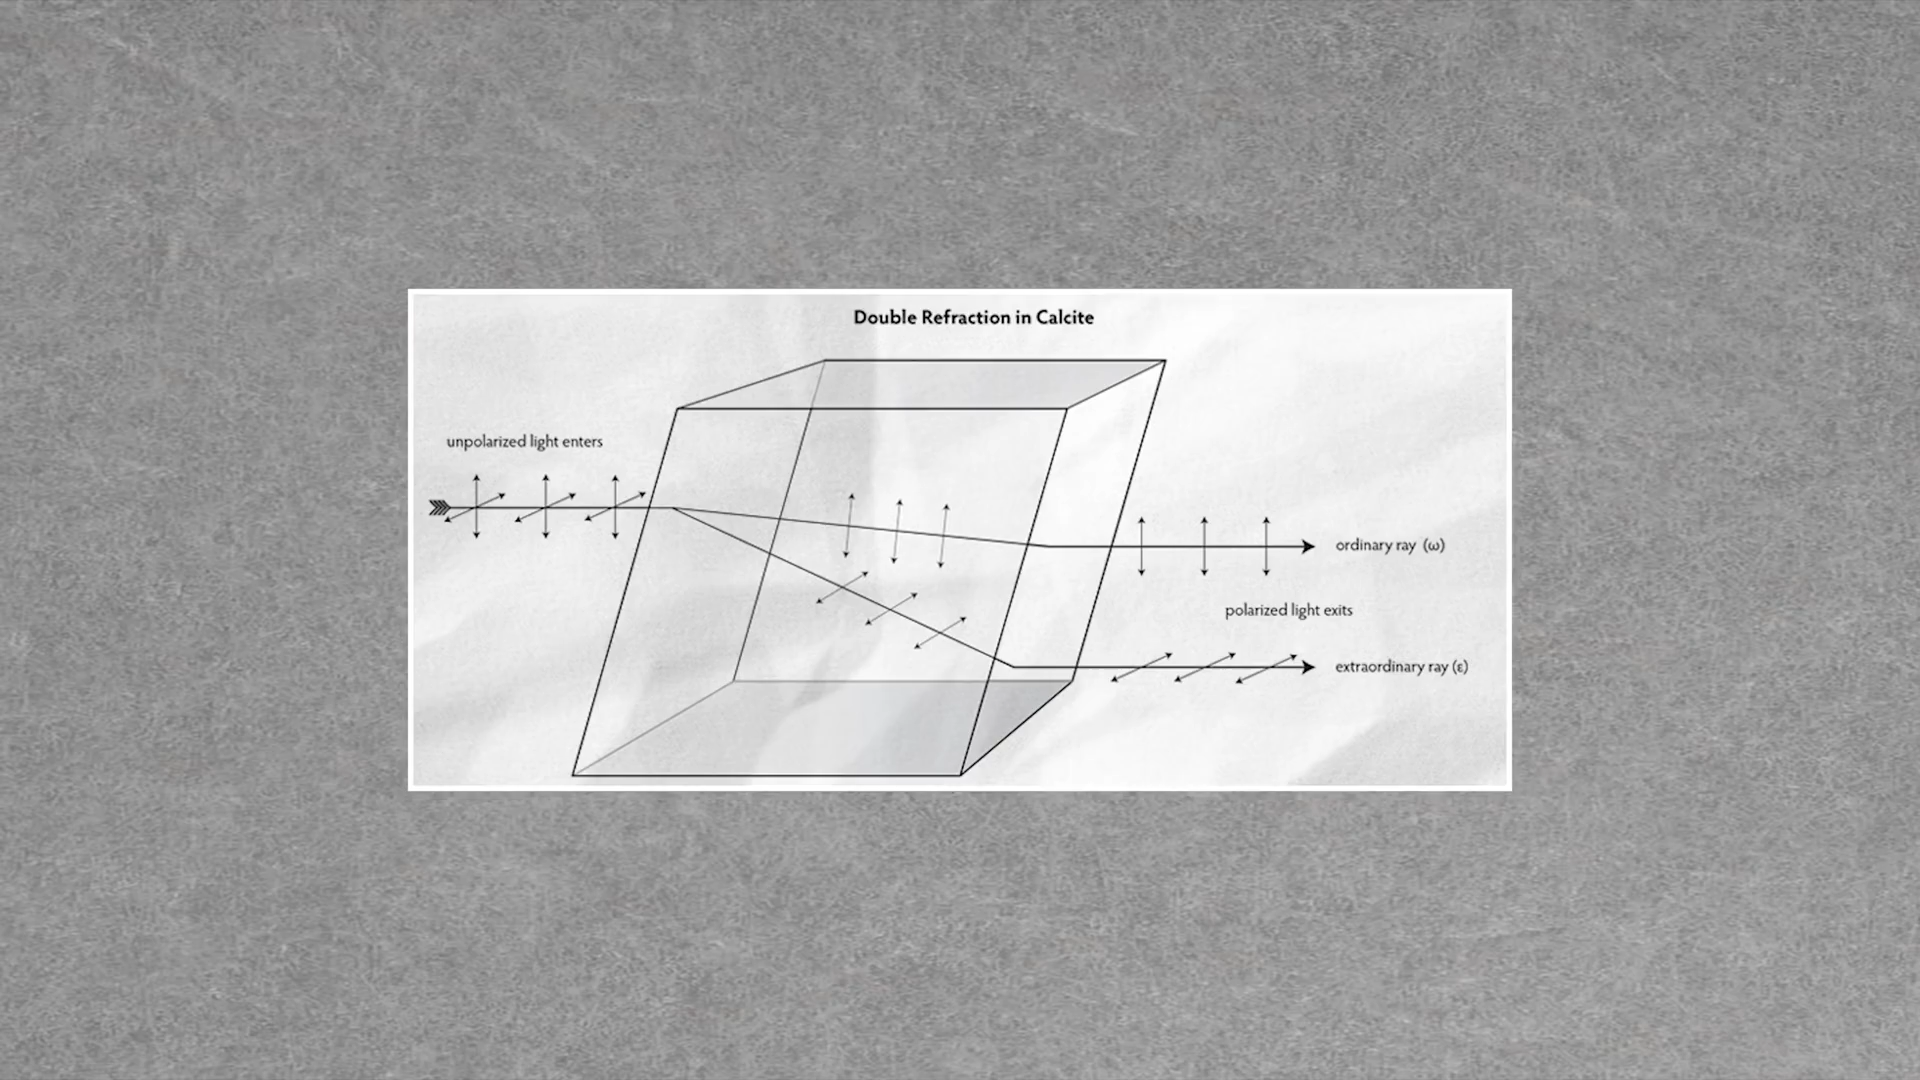 Double Refraction in Calcite
unpolarized light enters
ordinary ray (ω)
polarized light exits
extraordinary ray (ε)